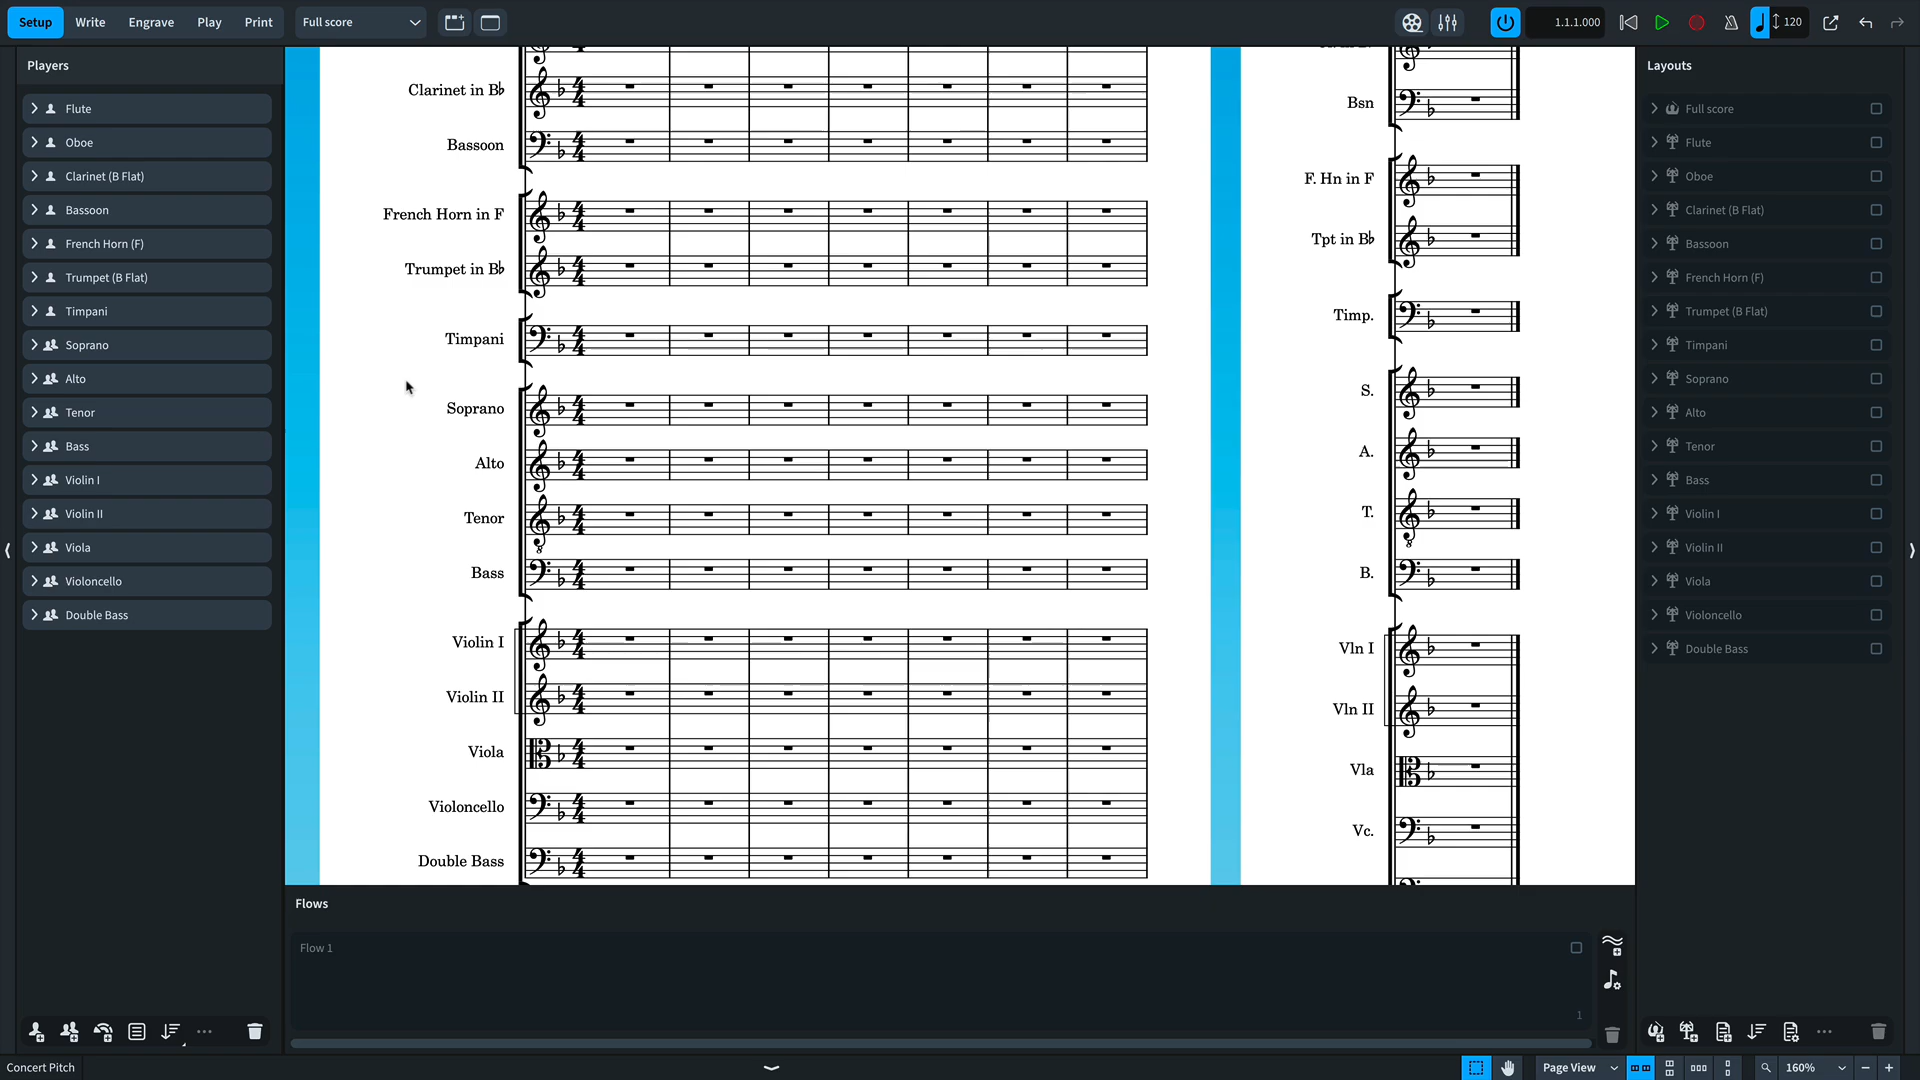 Setup Write Engrave Play Print Full score 1.1.1.000 120
Players
Flute
Oboe
Clarinet (B Flat)
Bassoon
French Horn (F)
Trumpet (B Flat)
Timpani
Soprano
Alto
Tenor
Bass
Violin I
Violin II
Viola
Violoncello
Double Bass
Clarinet in B♭
Bassoon
French Horn in F
Trumpet in B♭
Timpani
Soprano
Alto
Tenor
Bass
Violin I
Violin II
Viola
Violoncello
Double Bass
Bsn
F. Hn in F
Tpt in B♭
Timp.
S.
A.
T.
B.
Vln I
Vln II
Vla
Vc.
Layouts
Full score
Flute
Oboe
Clarinet (B Flat)
Bassoon
French Horn (F)
Trumpet (B Flat)
Timpani
Soprano
Alto
Tenor
Bass
Violin I
Violin II
Viola
Violoncello
Double Bass
Flows
Flow 1
1
Concert Pitch Page View 160%